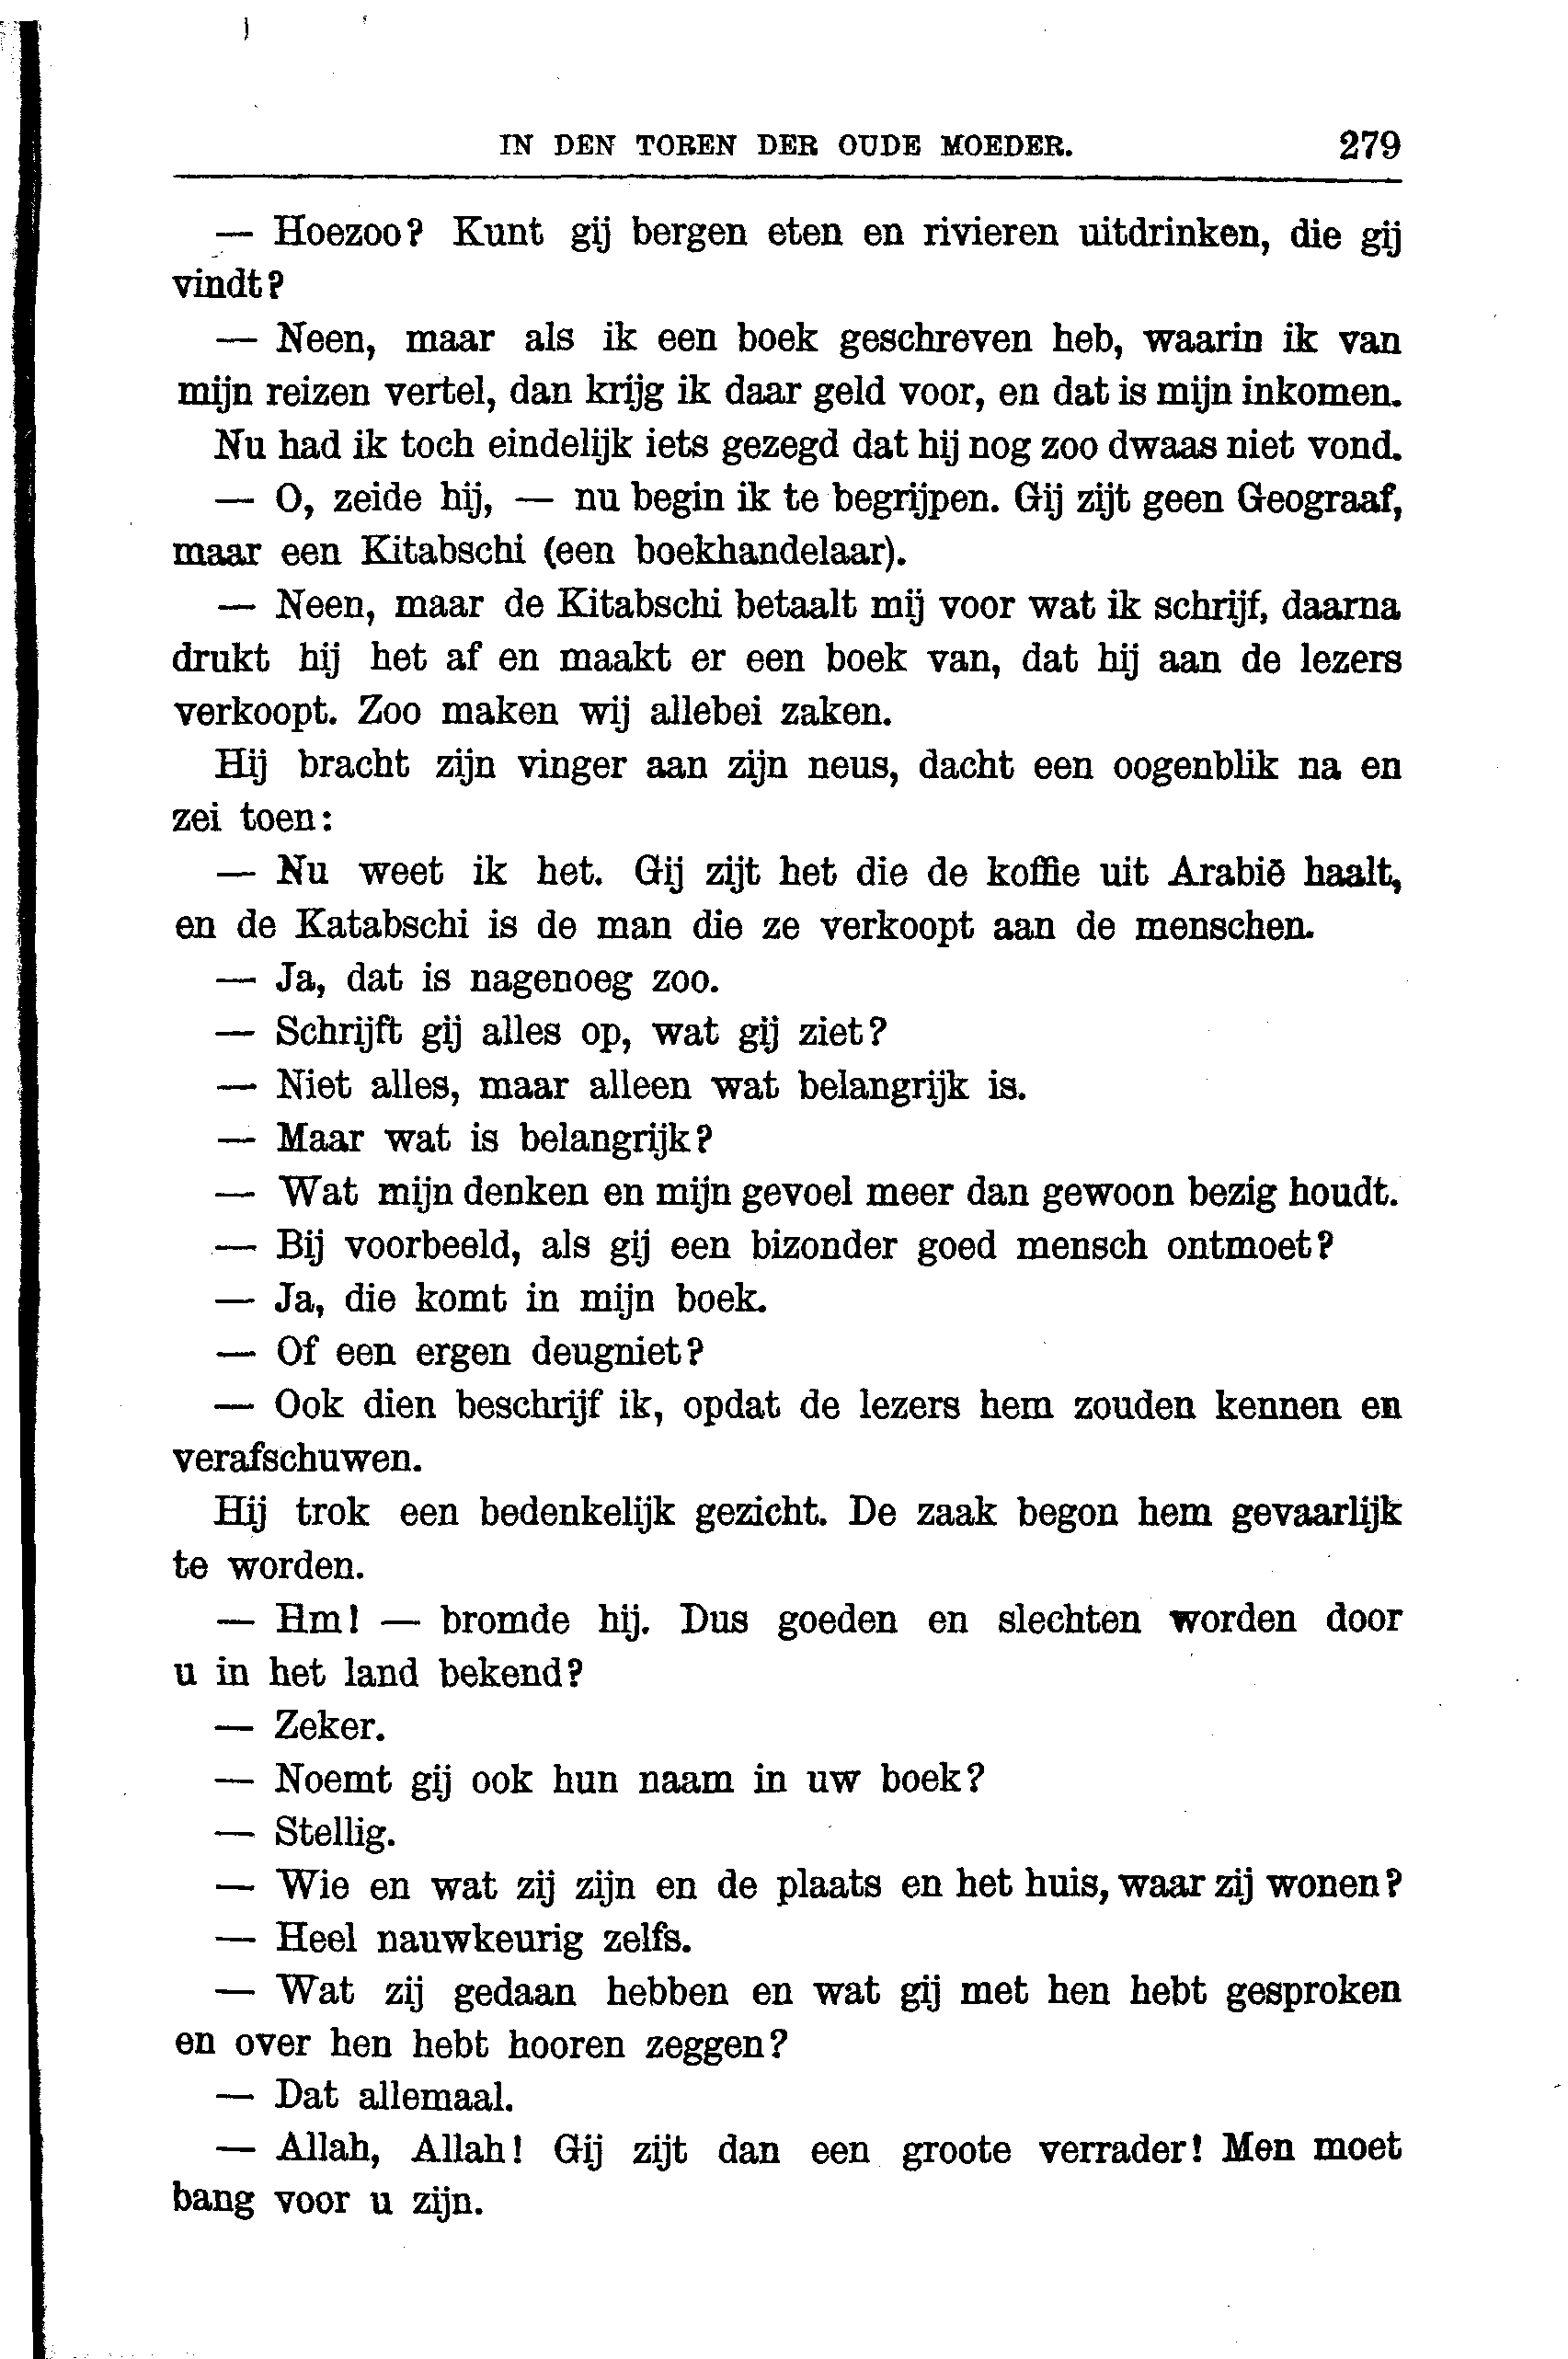 IN DEN TOREN DER OUDE MOEDER. 279
— Hoezoo? Kunt gij bergen eten en rivieren uitdrinken, die gij
vindt?
— Neen, maar als ik een boek geschreven heb, waarin ik van
mijn reizen vertel, dan krijg ik daar geld voor, en dat is mijn inkomen.
Nu had ik toch eindelijk iets gezegd dat hij nog zoo dwaas niet vond.
— O, zeide hij, — nu begin ik te begrijpen. Gij zijt geen Geograaf,
maar een Kitabschi (een boekhandelaar).
— Neen, maar de Kitabschi betaalt mij voor wat ik schrijf, daarna
drukt hij het af en maakt er een boek van, dat hij aan de lezers
verkoopt. Zoo maken wij allebei zaken.
Hij bracht zijn vinger aan zijn neus, dacht een oogenblik na en
zei toen:
— Nu weet ik het. Gij zijt het die de koffie uit Arabië haalt,
en de Katabschi is de man die ze verkoopt aan de menschen.
— Ja, dat is nagenoeg zoo.
— Schrijft gij alles op, wat gij ziet?
— Niet alles, maar alleen wat belangrijk is.
— Maar wat is belangrijk?
— Wat mijn denken en mijn gevoel meer dan gewoon bezig houdt.
— Bij voorbeeld, als gij een bizonder goed mensch ontmoet?
— Ja, die komt in mijn boek.
— Of een ergen deugniet?
— Ook dien beschrijf ik, opdat de lezers hem zouden kennen en
verafschuwen.
Hij trok een bedenkelijk gezicht. De zaak begon hem gevaarlijk
te worden.
— Hm! — bromde hij. Dus goeden en slechten worden door
u in het land bekend?
— Zeker.
— Noemt gij ook hun naam in uw boek?
— Stellig.
— Wie en wat zij zijn en de plaats en het huis, waar zij wonen?
— Heel nauwkeurig zelfs.
— Wat zij gedaan hebben en wat gij met hen hebt gesproken
en over hen hebt hooren zeggen?
— Dat allemaal.
— Allah, Allah! Gij zijt dan een groote verrader! Men moet
bang voor u zijn.